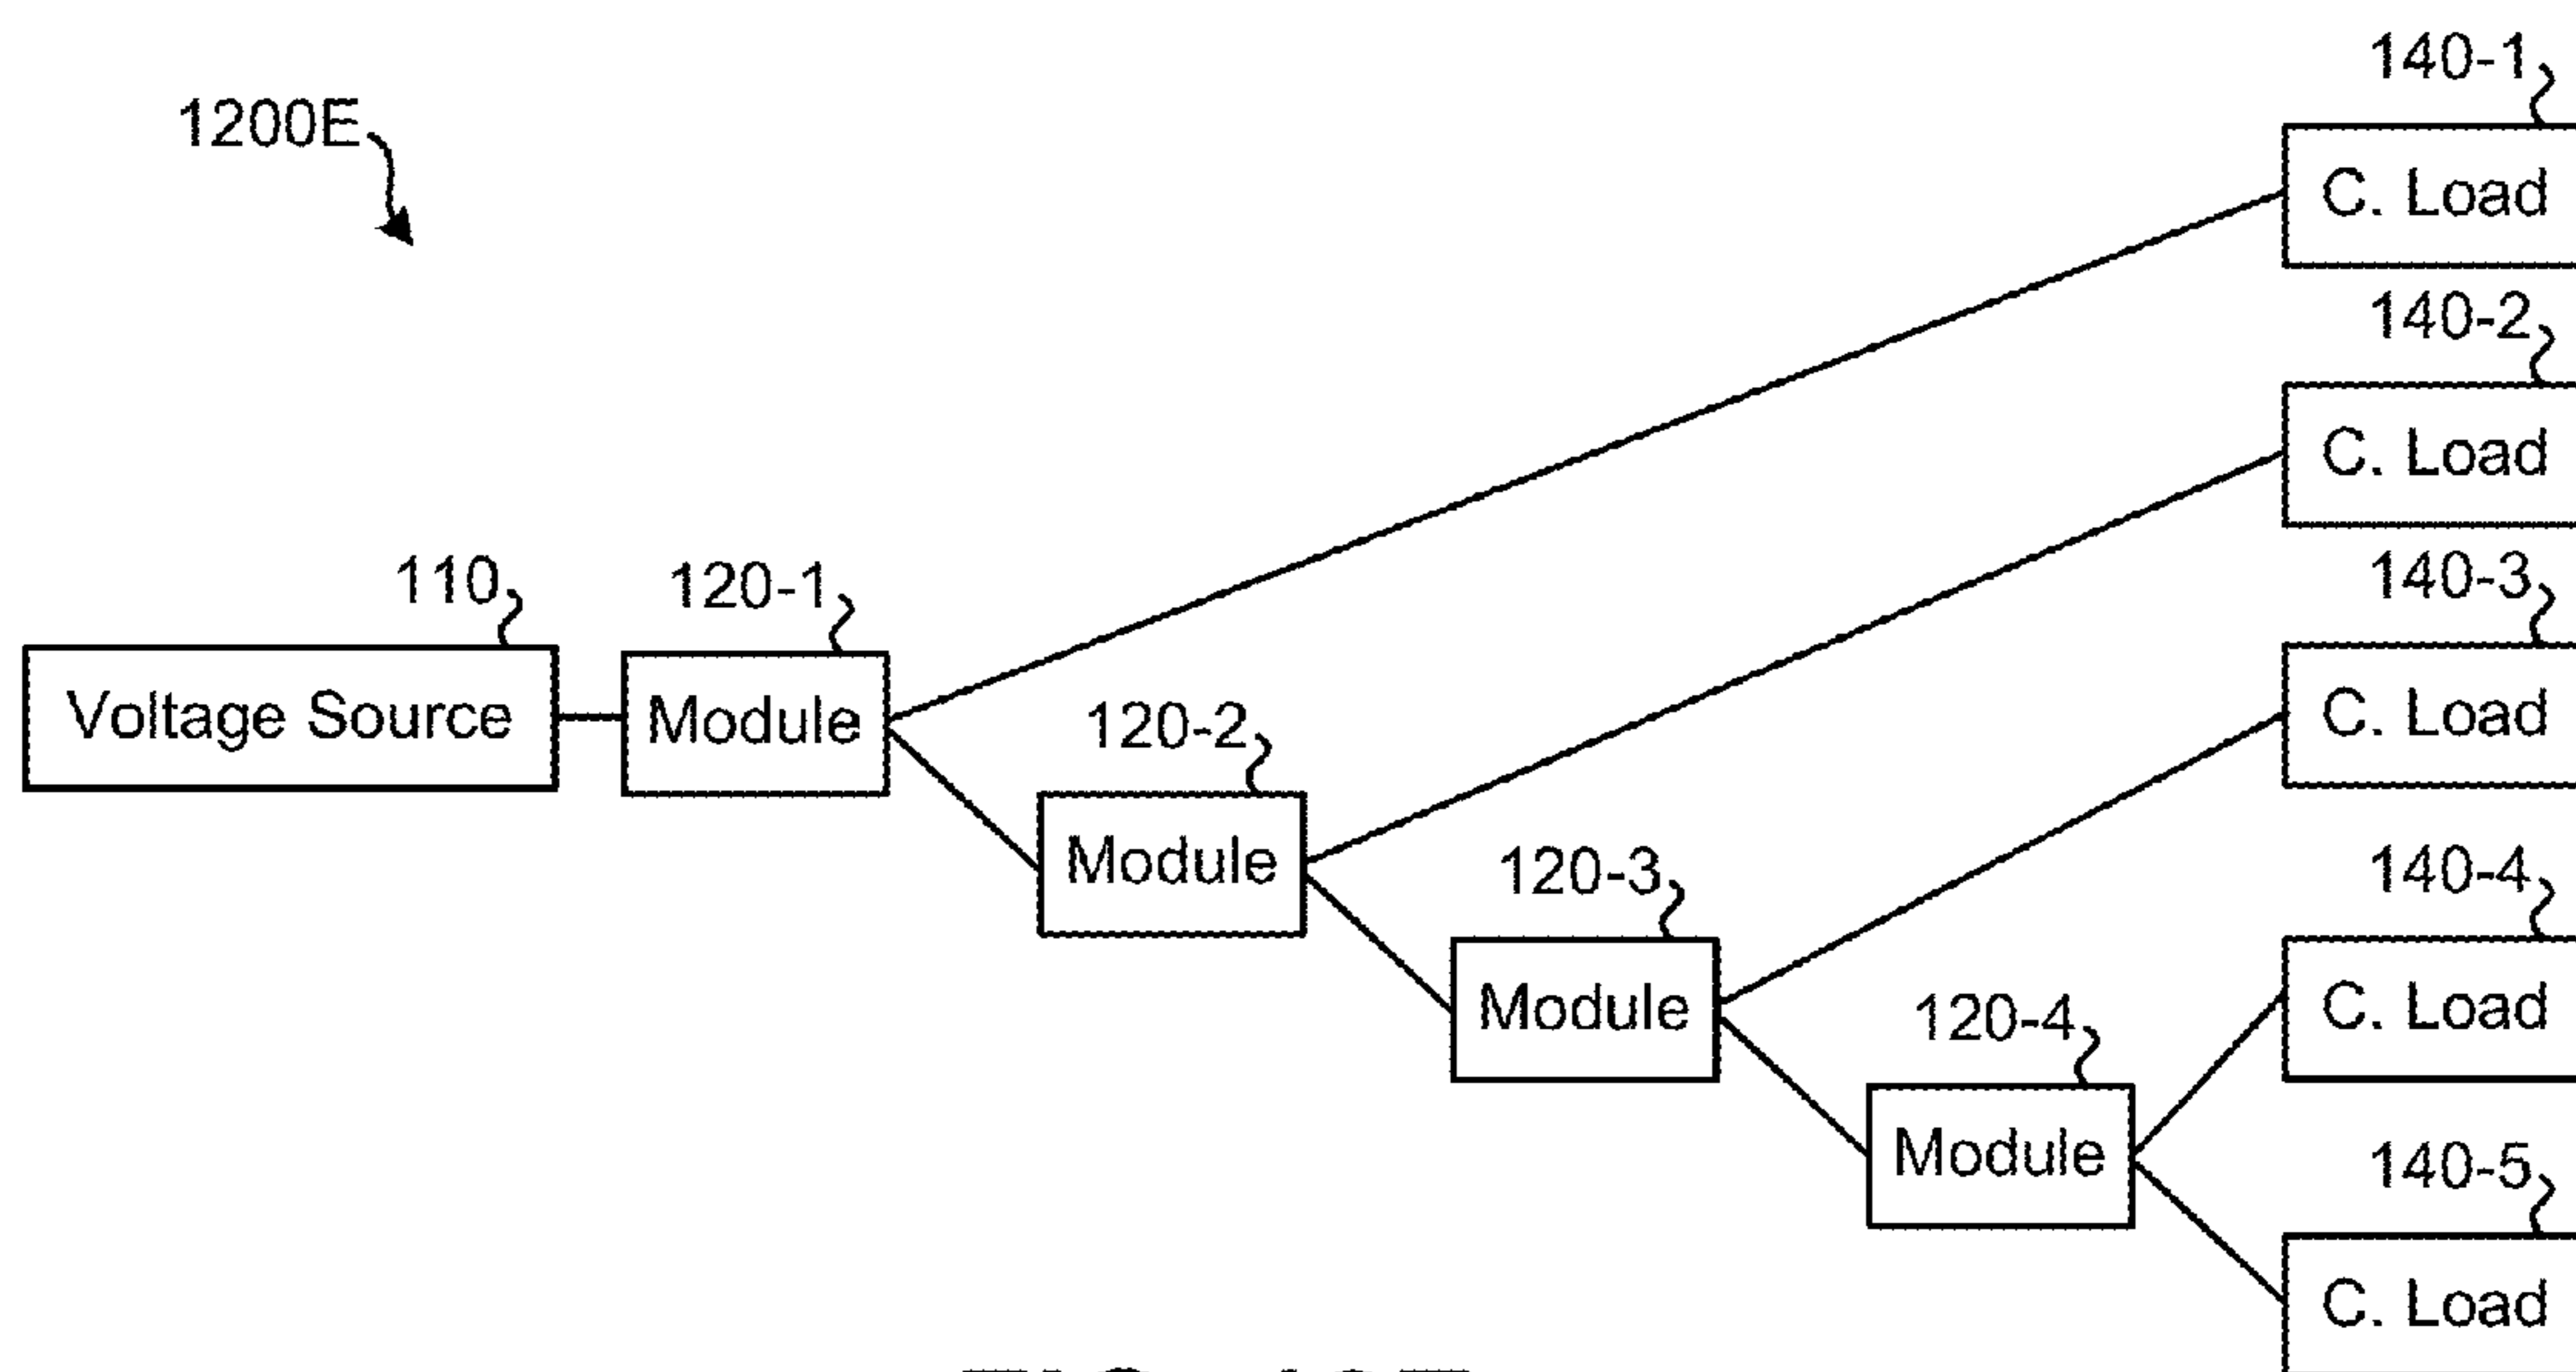 140-1
1200E
C. Load
140-2
C. Load
110
120-1
140-3
Voltage Source
Module
120-2
C. Load
Module
120-3
140-4
Module
120-4
C. Load
Module
140-5
C. Load